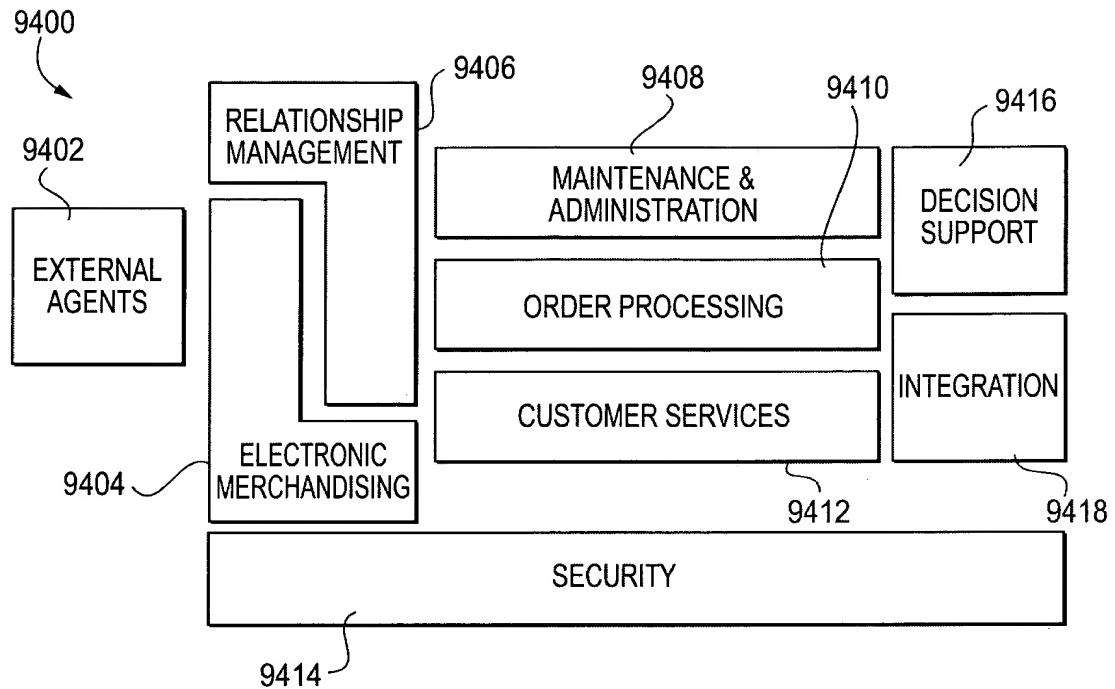 9400
9402
EXTERNAL
AGENTS
9406
RELATIONSHIP
MANAGEMENT
9404
ELECTRONIC
MERCHANDISING
9408
MAINTENANCE &
ADMINISTRATION
9410
ORDER PROCESSING
CUSTOMER SERVICES
9412
9416
DECISION
SUPPORT
INTEGRATION
9418
SECURITY
9414